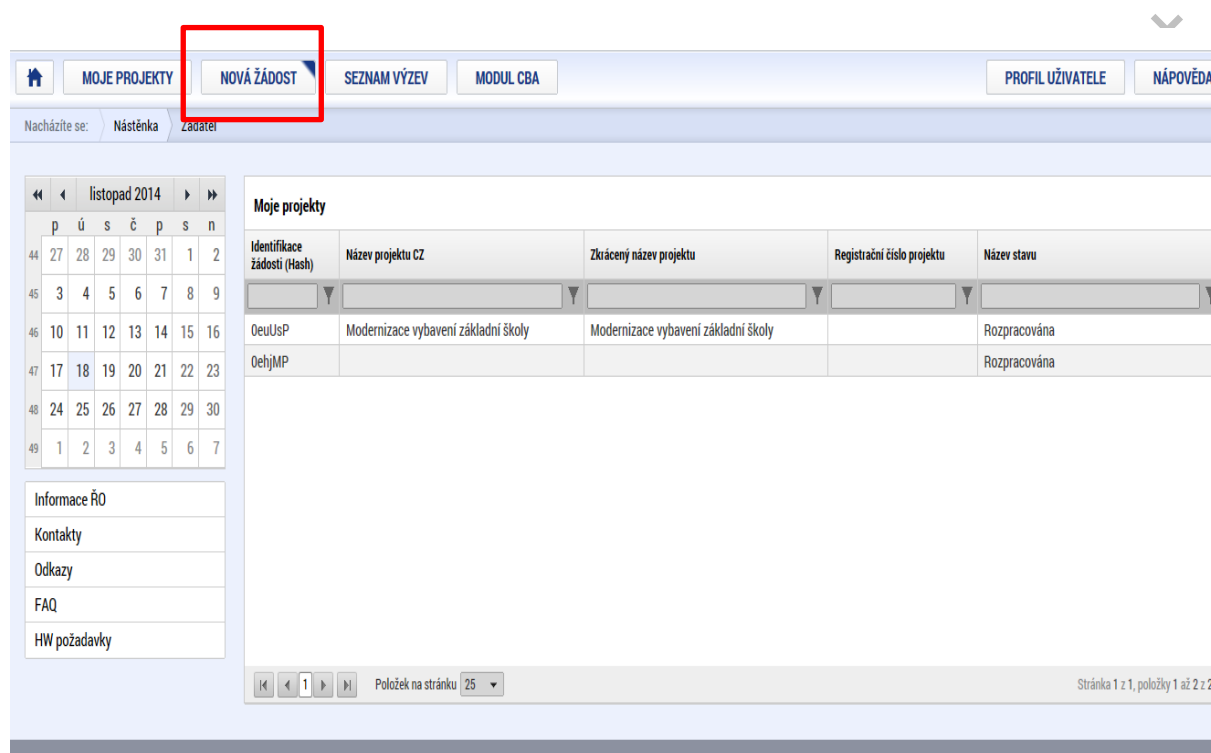 MOJE PROJEKTY NOVÁ ŽÁDOST SEZNAM VÝZEV MODUL CBA PROFIL UŽIVATELE NÁPOVĚDA
Nacházíte se: Nástěnka Žadatel
listopad 2014
p ú s č p s n
44 27 28 29 30 31 1 2
45 3 4 5 6 7 8 9
46 10 11 12 13 14 15 16
47 17 18 19 20 21 22 23
48 24 25 26 27 28 29 30
49 1 2 3 4 5 6 7
Informace ŘO
Kontakty
Odkazy
FAQ
HW požadavky
Moje projekty
Identifikace
žádosti (Hash) Název projektu CZ Zkrácený název projektu Registrační číslo projektu Název stavu
0euUsP Modernizace vybavení základní školy Modernizace vybavení základní školy Rozpracována
0ehjMP Rozpracována
1 Položek na stránku 25 Stránka 1 z 1, položky 1 až 2 z 2